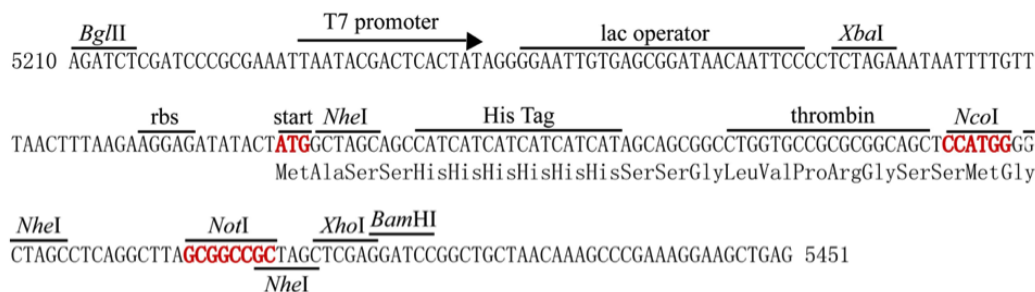 BglII T7 promoter lac operator XbaI
5210 AGATCTCGATCCCGCGAAATTAATACGACTCACTATAGGGGAATTGTGAGCGGATAACAATTCCCCTCTAGAAATAATTTTGTT
rbs start NheI His Tag thrombin NcoI
TAACTTTAAGAAGGAGATATACTATGGCTAGCAGCCATCATCATCATCATCATAGCAGCGGCCTGGTGCCGCGCGGCAGCTCCATGGGG
MetAlaSerSerHisHisHisHisHisHisSerSerGlyLeuValProArgGlySerSerMetGly
NheI NotI XhoI BamHI
CTAGCCTCAGGCTTAGCGGCCGCTAGCTCGAGGATCCGGCTGCTAACAAAGCCCGAAAGGAAGCTGAG 5451
NheI